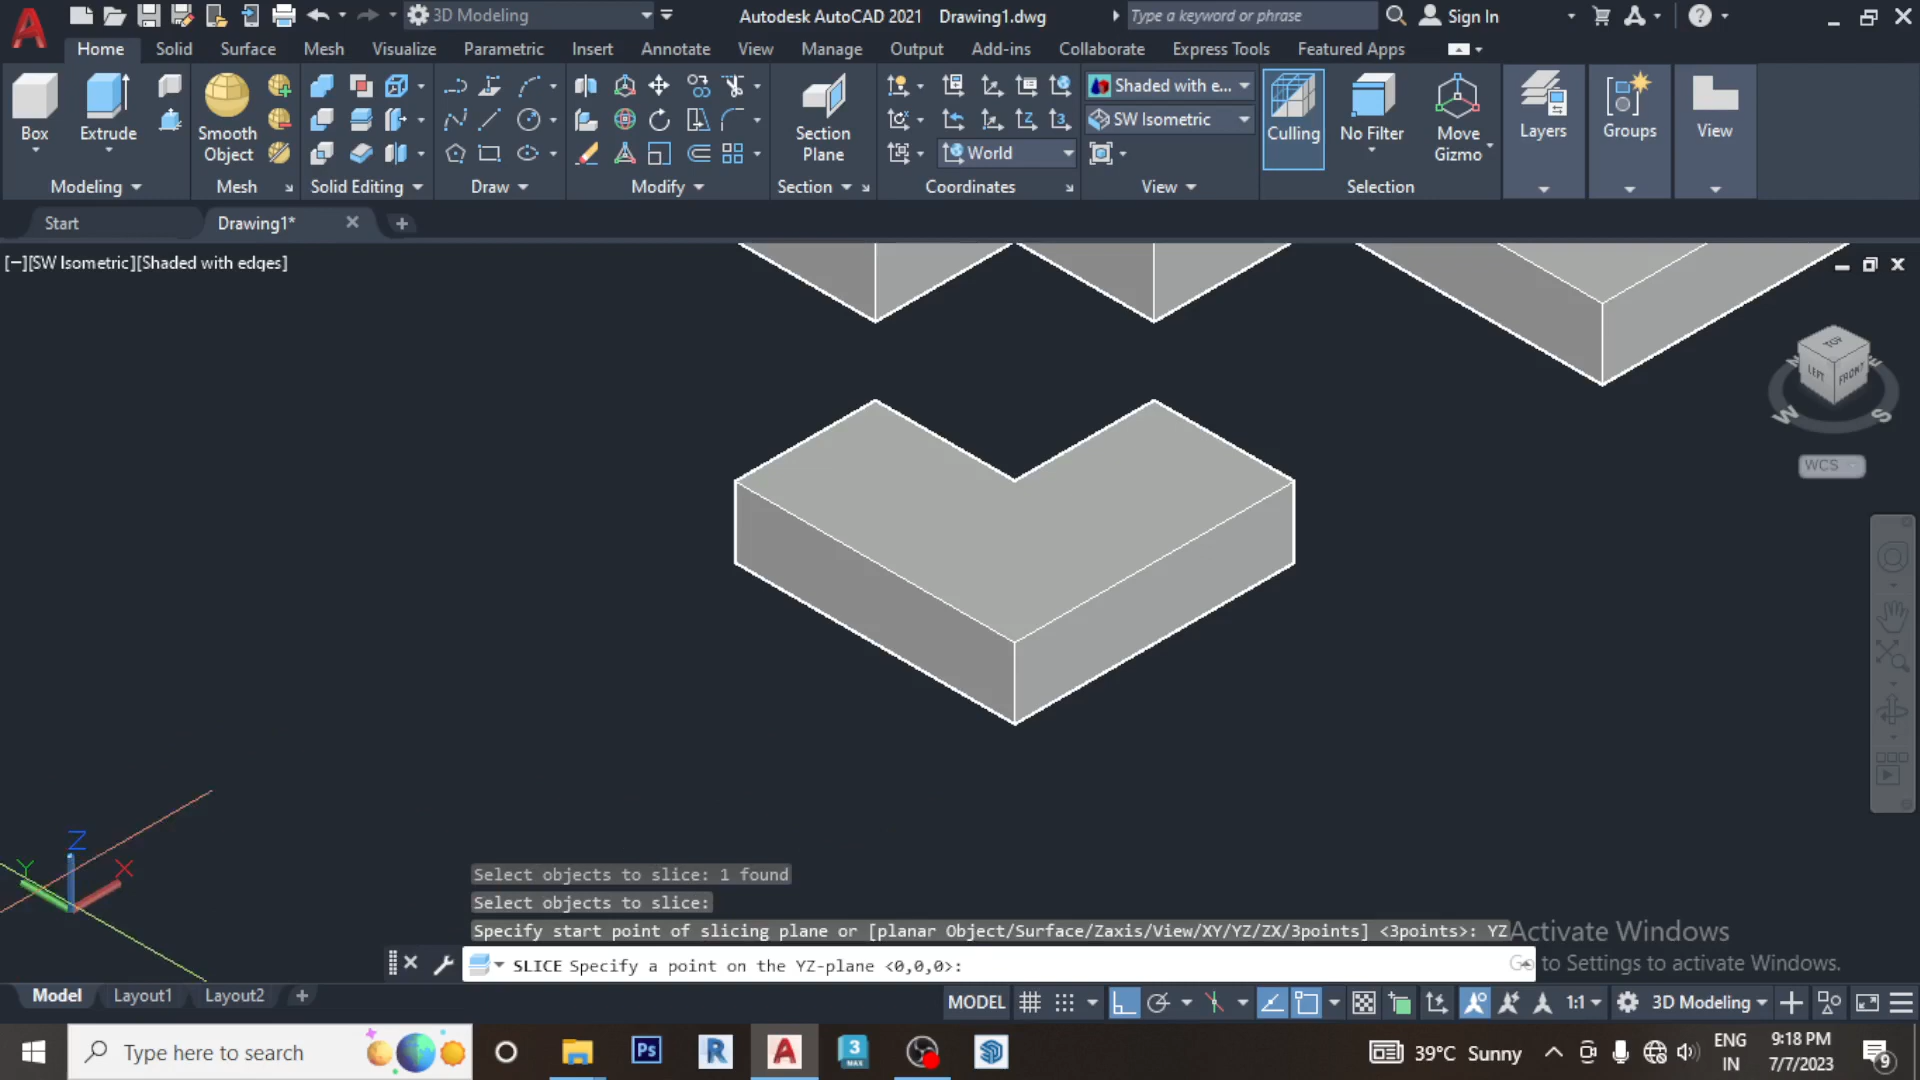 3D Modeling
Autodesk AutoCAD 2021 Drawing1.dwg
Type a keyword or phrase
Sign In
Home Solid Surface Mesh Parametric Visualize Insert Annotate View Manage Output Add-ins Collaborate Express Tools Featured Apps
Box
Extrude
Smooth
Object
Section
Plane
World
Shaded with e...
SW Isometric
Culling
No Filter
Move
Gizmo
Layers
Groups
View
Modeling
Mesh
Solid Editing
Draw
Modify
Section
Coordinates
View
Selection
Start
Drawing1*
[−][SW Isometric][Shaded with edges]
TOP
LEFT
FRONT
N
E
W
S
WCS
Z
Y
X
Select objects to slice: 1 found
Select objects to slice:
Specify start point of slicing plane or [planar Object/Surface/Zaxis/View/XY/YZ/ZX/3points] <3points>: YZ
SLICE Specify a point on the YZ-plane <0,0,0>:
Activate Windows
Go to Settings to activate Windows.
Model
Layout1
Layout2
MODEL
1:1
3D Modeling
Type here to search
Ps
R
A
3
MAX
39°C Sunny
ENG
IN
9:18 PM
7/7/2023
9